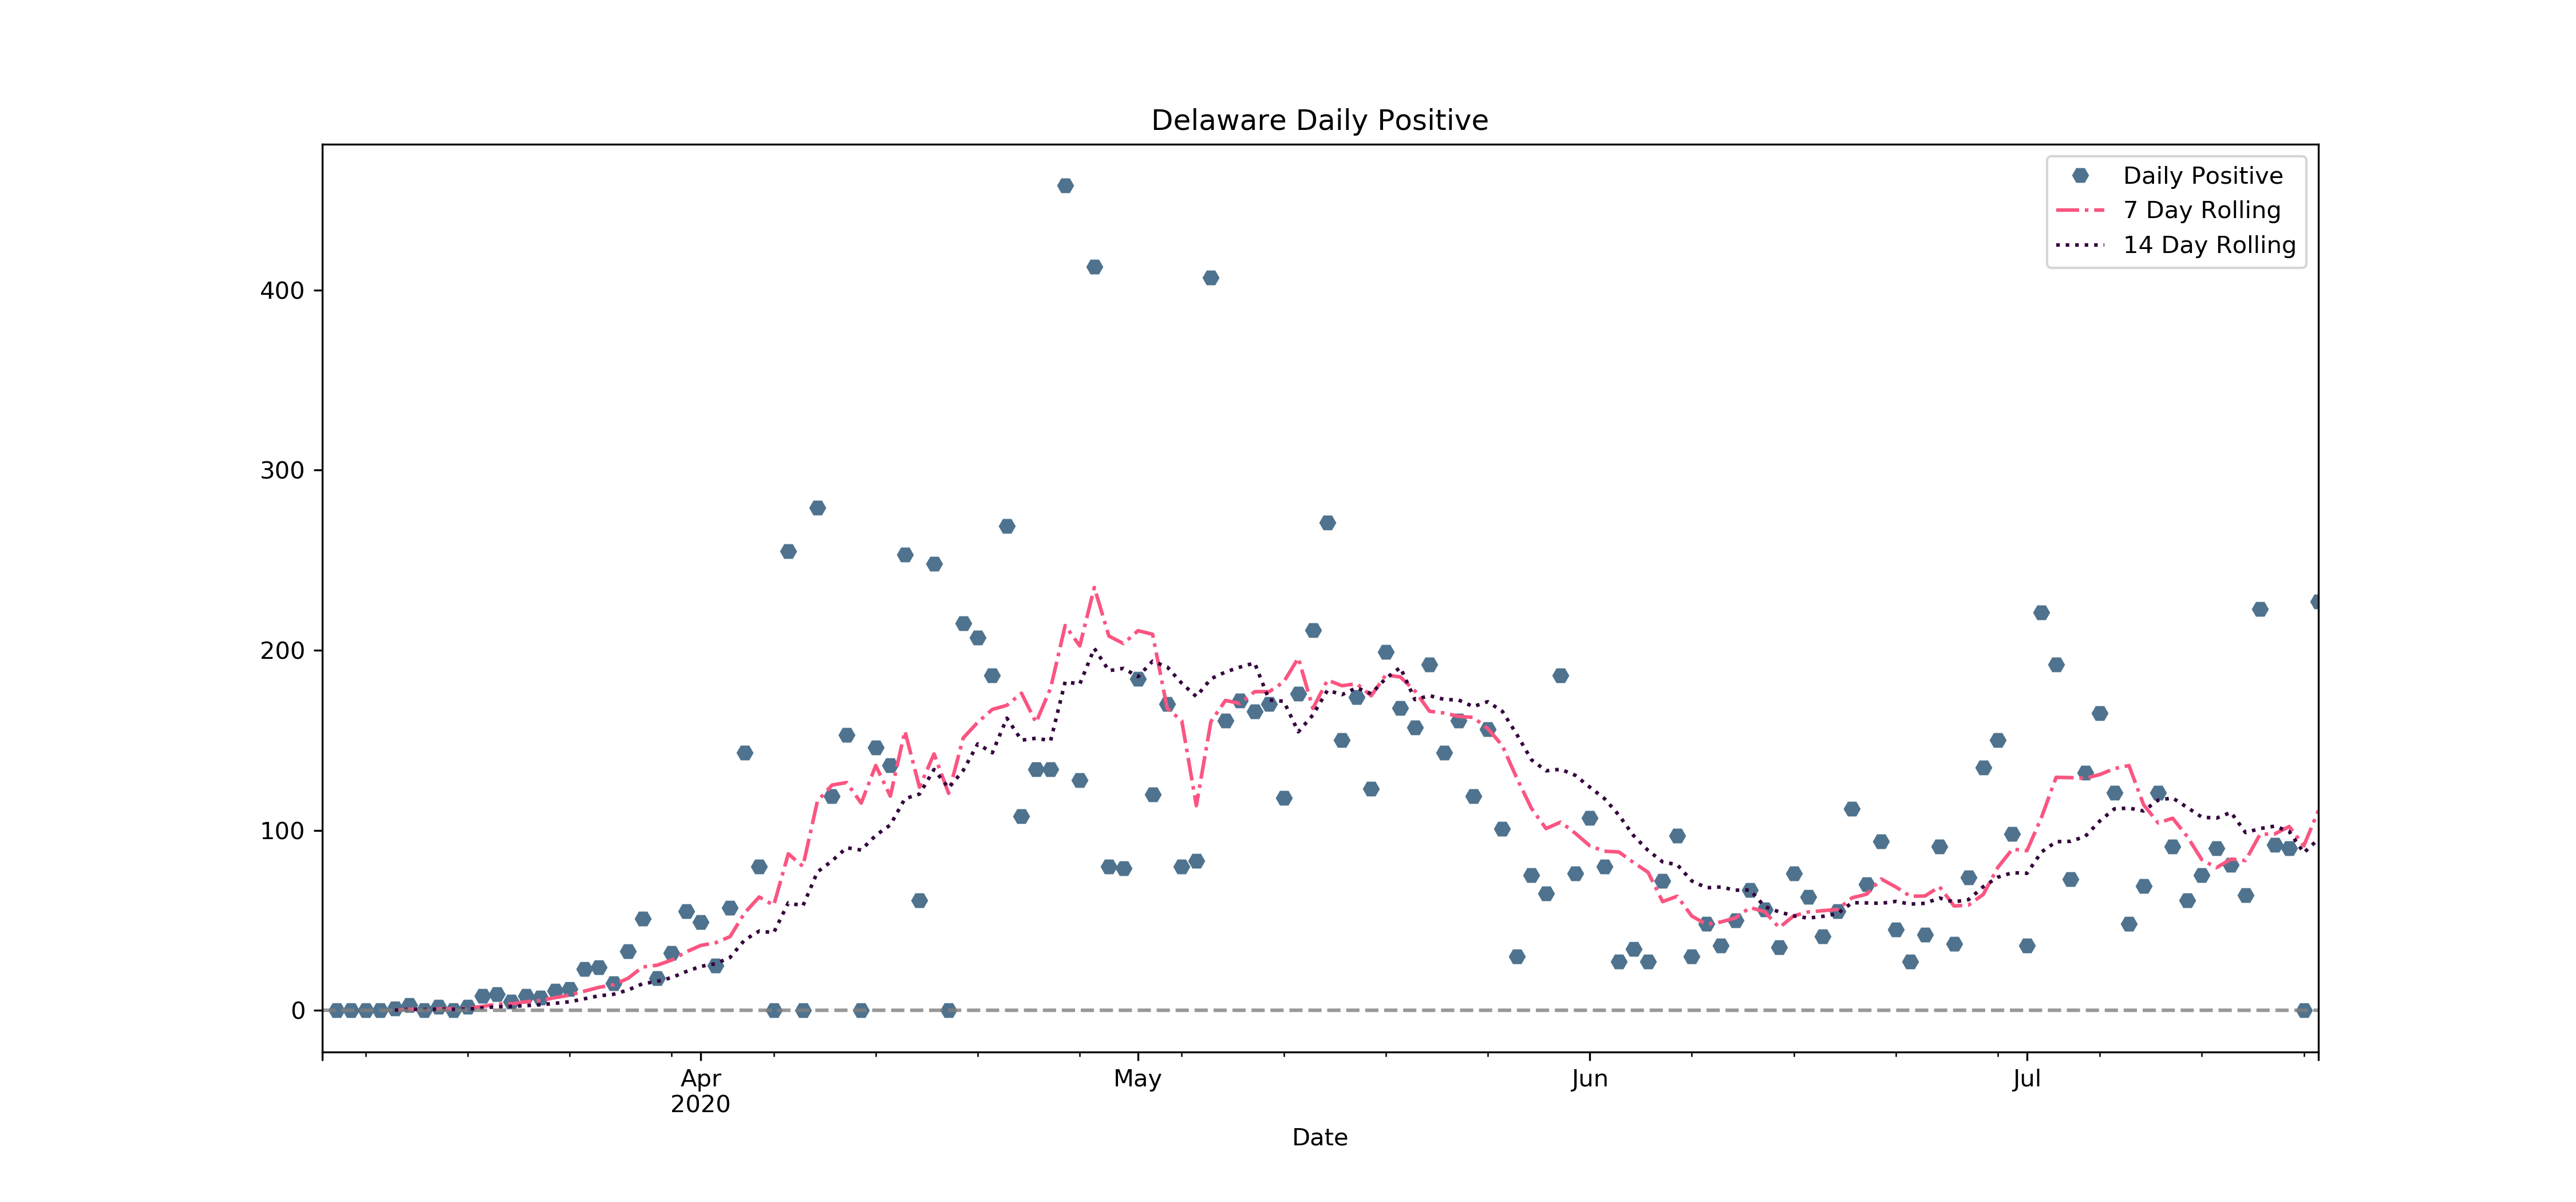 Delaware Daily Positive
Daily Positive
7 Day Rolling
14 Day Rolling
400
300
200
100
0
Apr
2020
May
Jun
Jul
Date